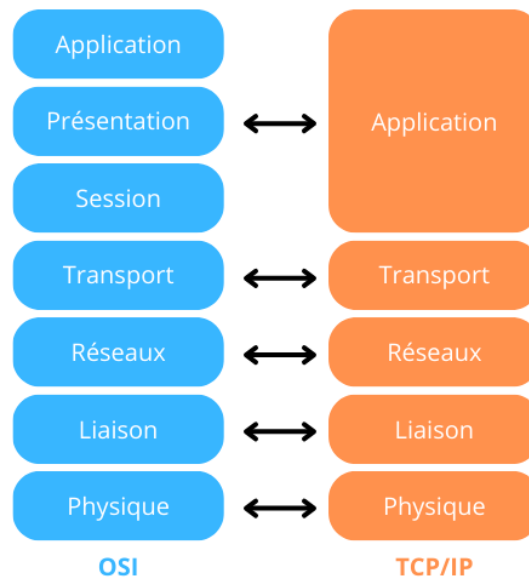 Application
Présentation
Session
Transport
Réseaux
Liaison
Physique
OSI
Application
Transport
Réseaux
Liaison
Physique
TCP/IP